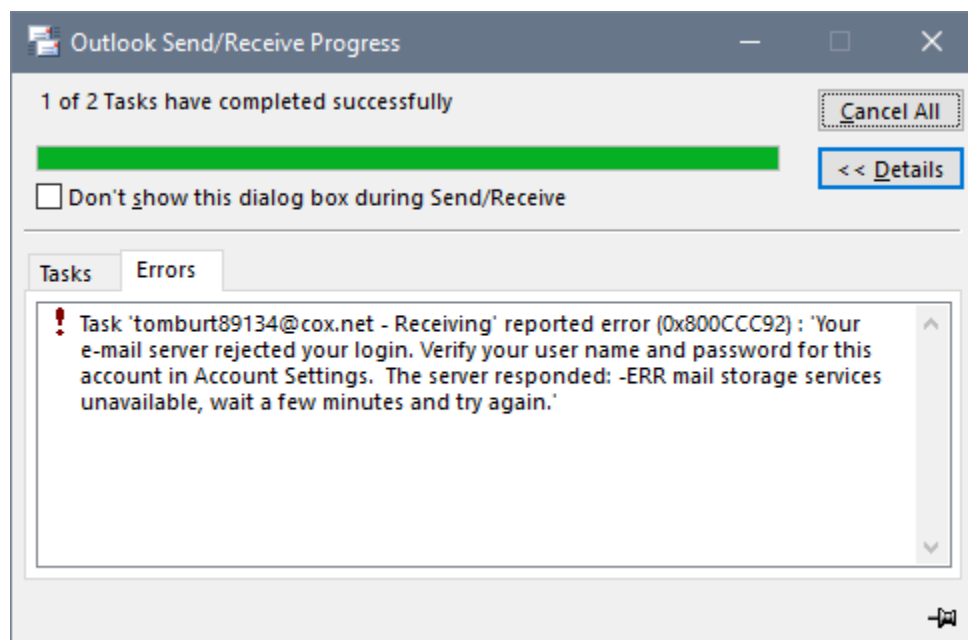 Outlook Send/Receive Progress
1 of 2 Tasks have completed successfully
Cancel All
<< Details
Don't show this dialog box during Send/Receive
Tasks
Errors
Task 'tomburt89134@cox.net - Receiving' reported error (0x800CCC92) : 'Your
e-mail server rejected your login. Verify your user name and password for this
account in Account Settings.  The server responded: -ERR mail storage services
unavailable, wait a few minutes and try again.'